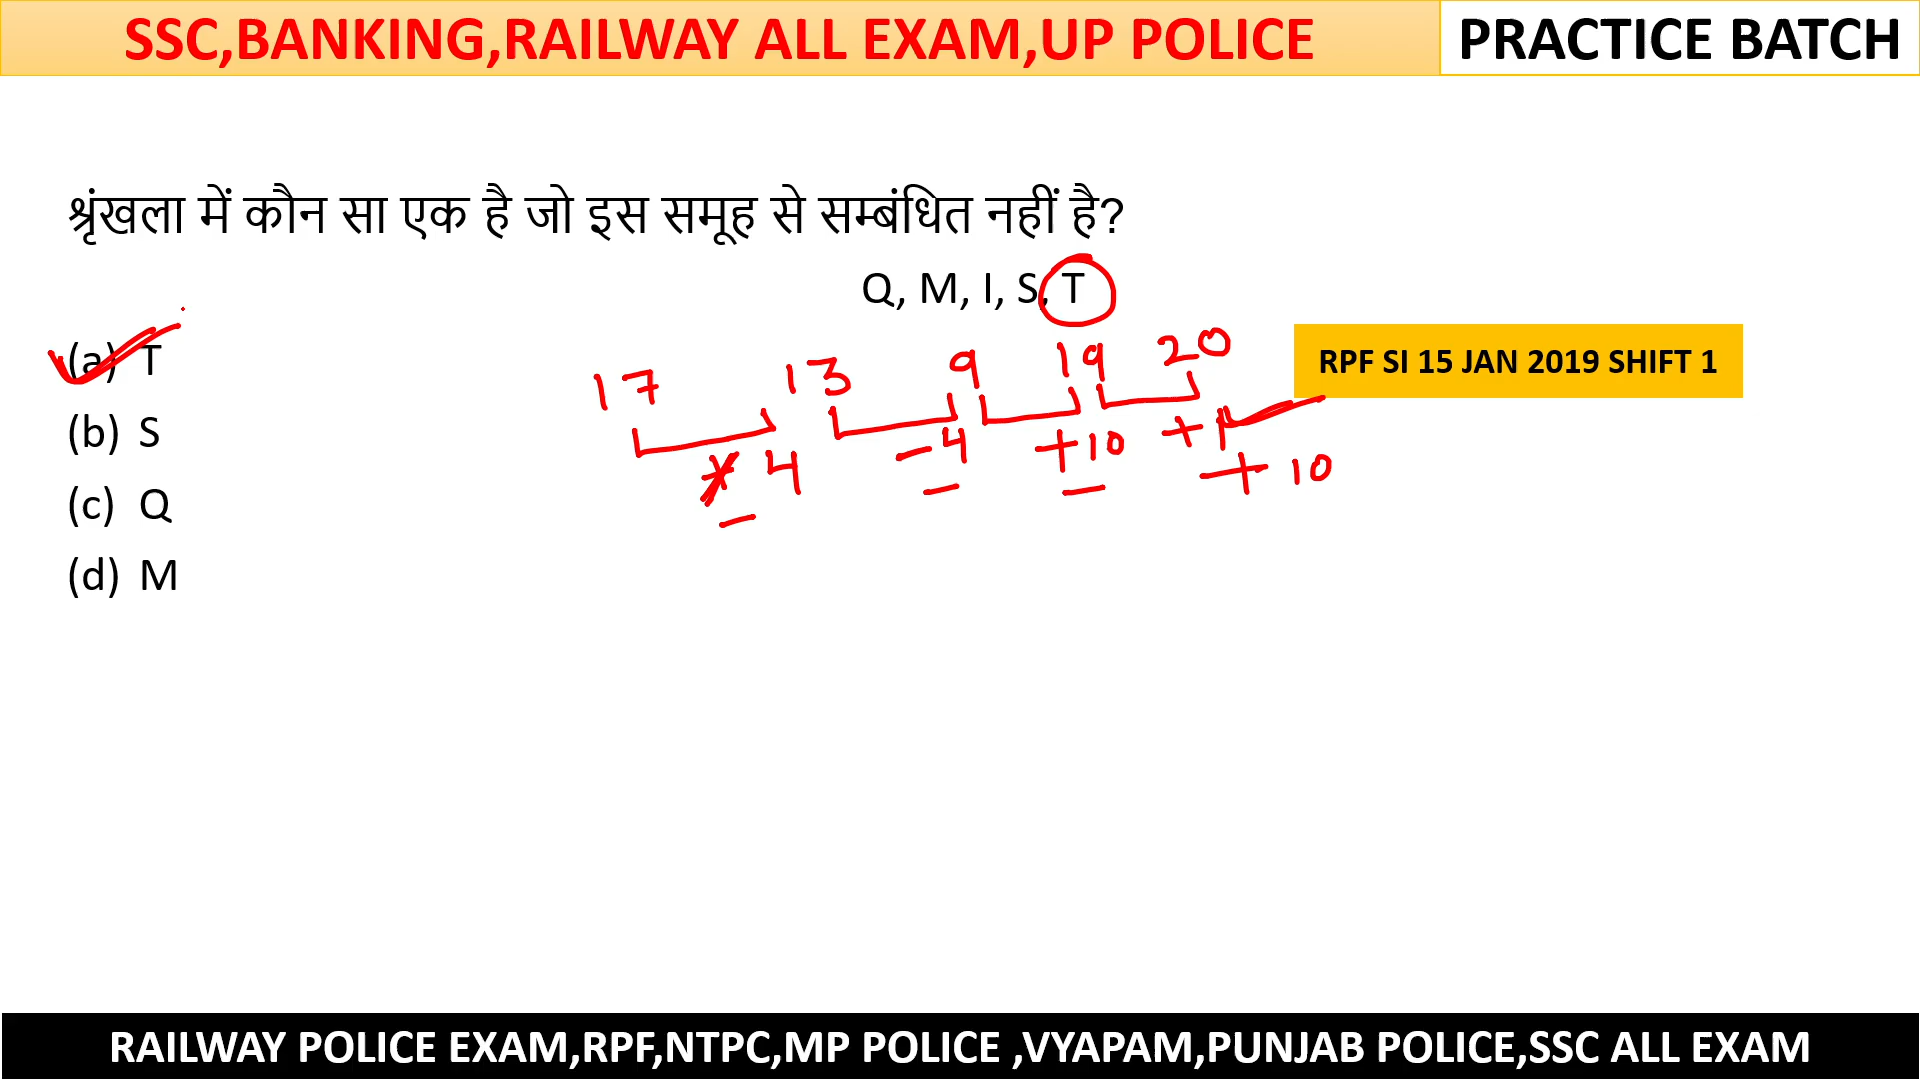 SSC,BANKING,RAILWAY ALL EXAM,UP POLICE
PRACTICE BATCH
श्रृंखला में कौन सा एक है जो इस समूह से सम्बंधित नहीं है?
Q, M, I, S, T
(a) T
(b) S
(c) Q
(d) M
RPF SI 15 JAN 2019 SHIFT 1
17 13 9 19 20
4 -4 +10 +1
+10
RAILWAY POLICE EXAM,RPF,NTPC,MP POLICE ,VYAPAM,PUNJAB POLICE,SSC ALL EXAM